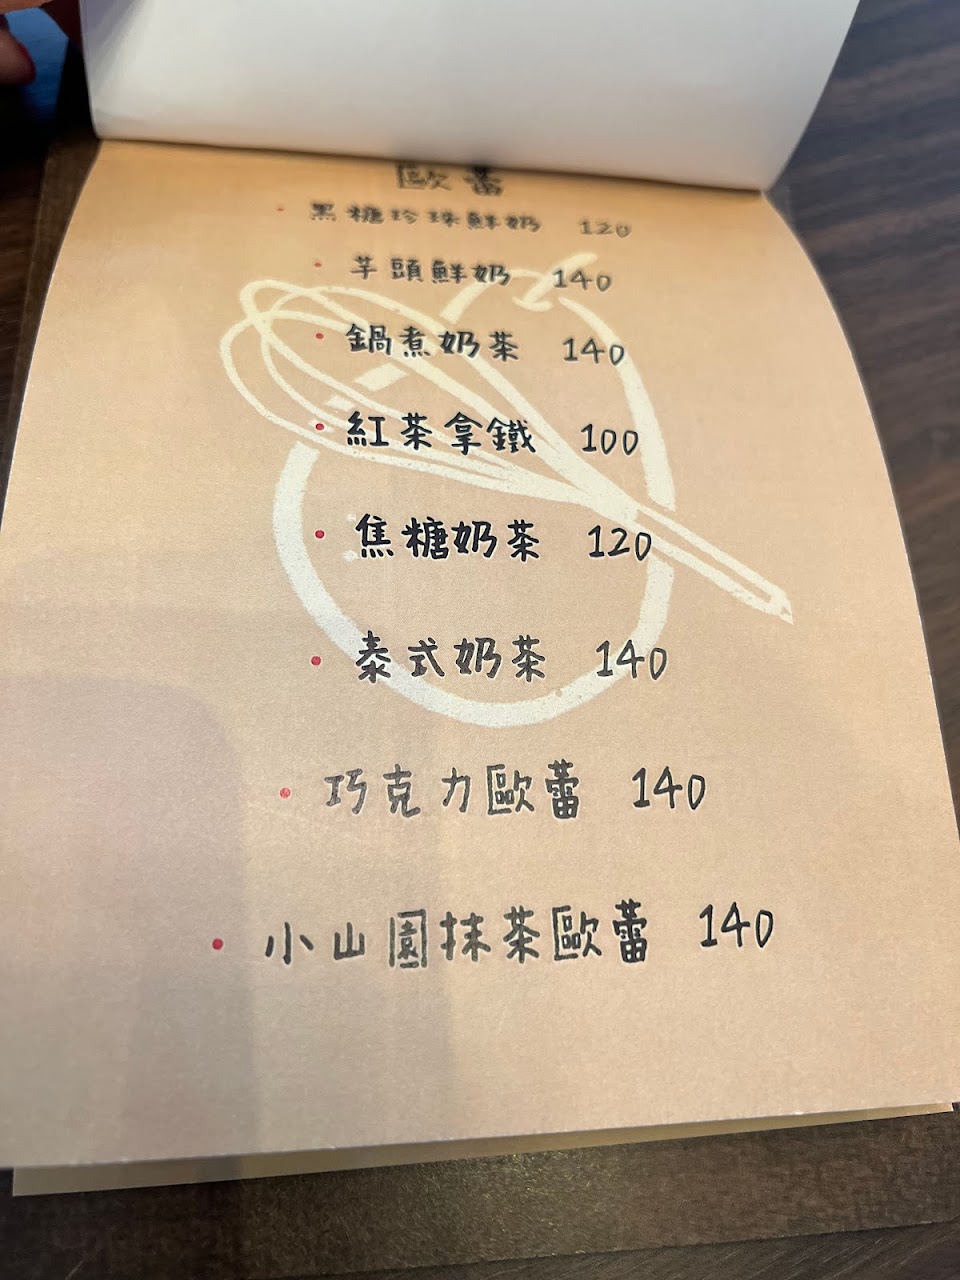 歐蕾
• 黑糖珍珠鮮奶 120
• 芋頭鮮奶 140
• 鍋煮奶茶 140
• 紅茶拿鐵 100
• 焦糖奶茶 120
• 泰式奶茶 140
• 巧克力歐蕾 140
• 小山園抹茶歐蕾 140